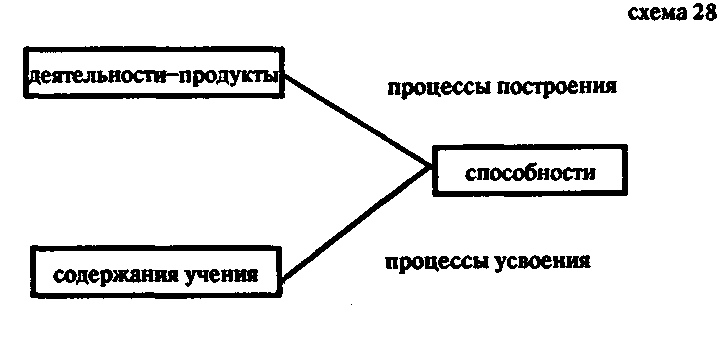 схема 28
деятельности–продукты
процессы построения
способности
содержания учения
процессы усвоения